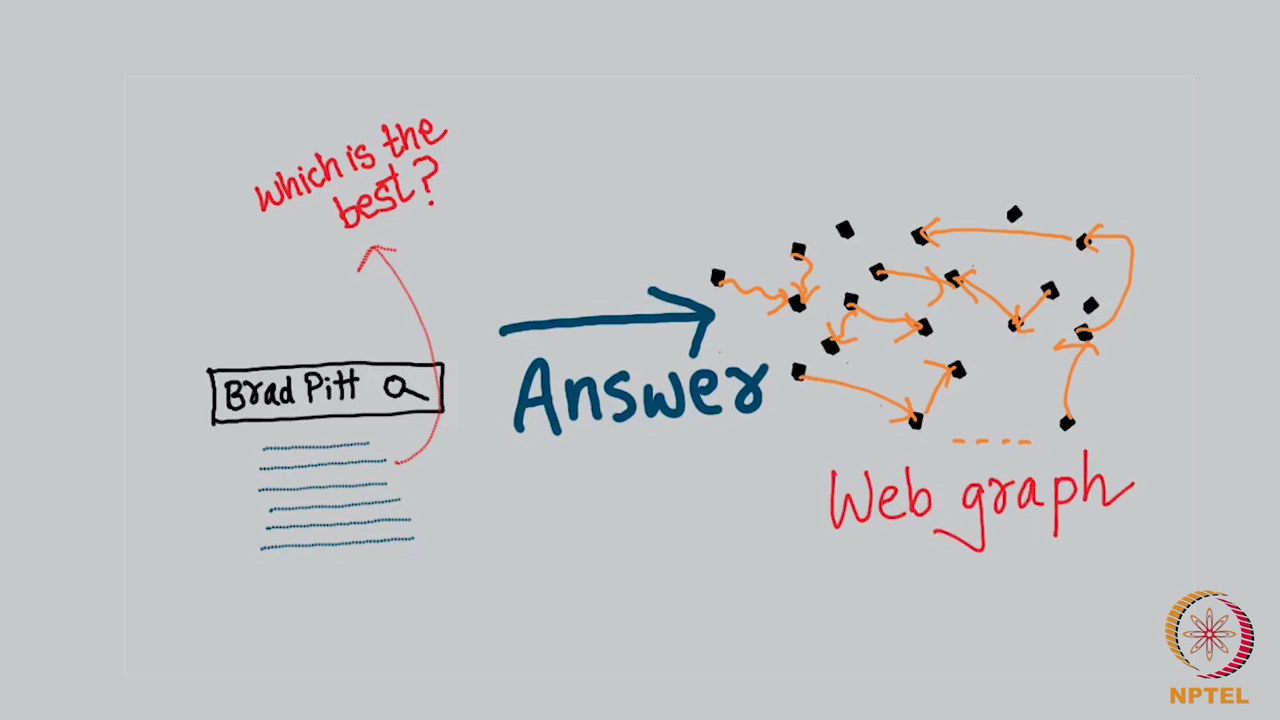 Which is the
best?
Brad Pitt
Answer
Web graph
NPTEL